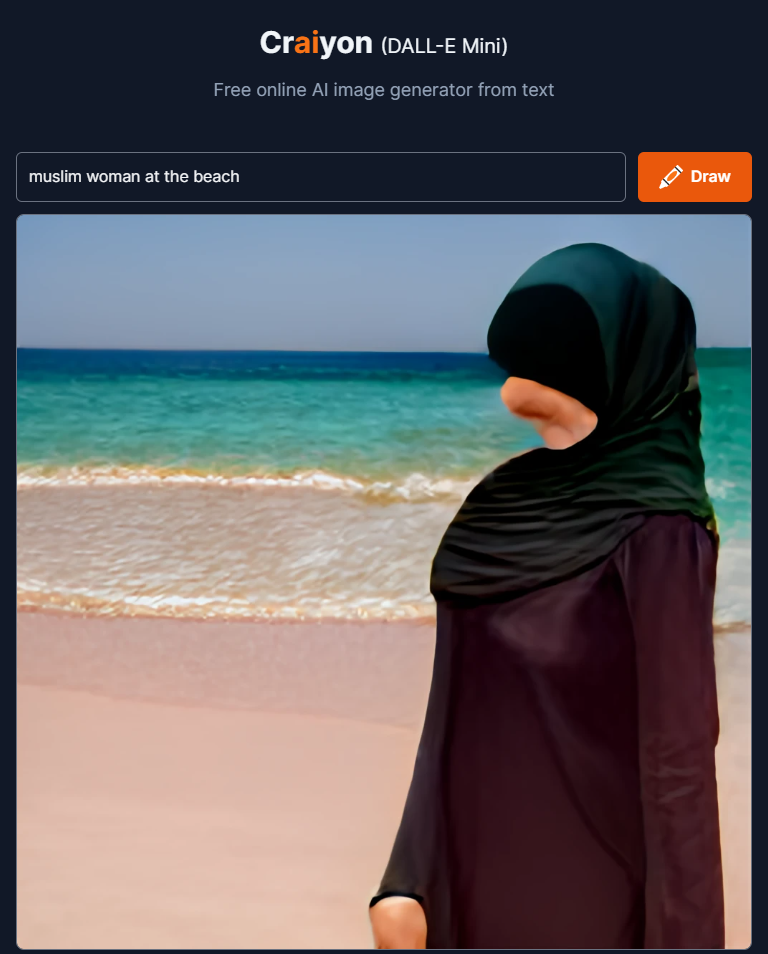 Craiyon (DALL-E Mini)
Free online AI image generator from text
muslim woman at the beach
Draw